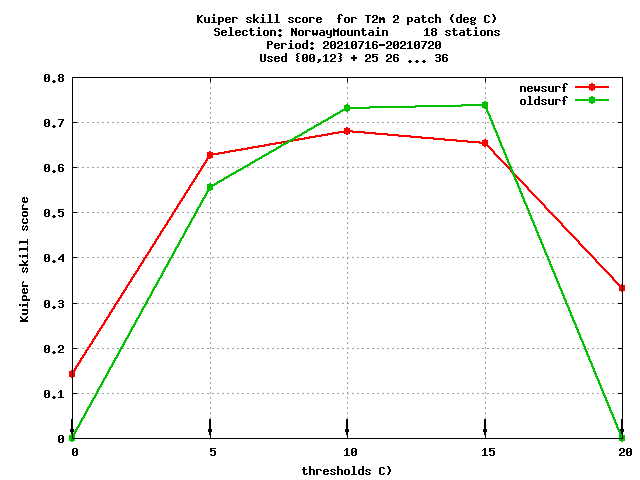 Kuiper skill score  for T2m 2 patch (deg C)
Selection: NorwayMountain     18 stations
Period: 20210716-20210720
Used {00,12} + 25 26 ... 36
newsurf
oldsurf
Kuiper skill score
0.8
0.7
0.6
0.5
0.4
0.3
0.2
0.1
0
0 5 10 15 20
thresholds C)